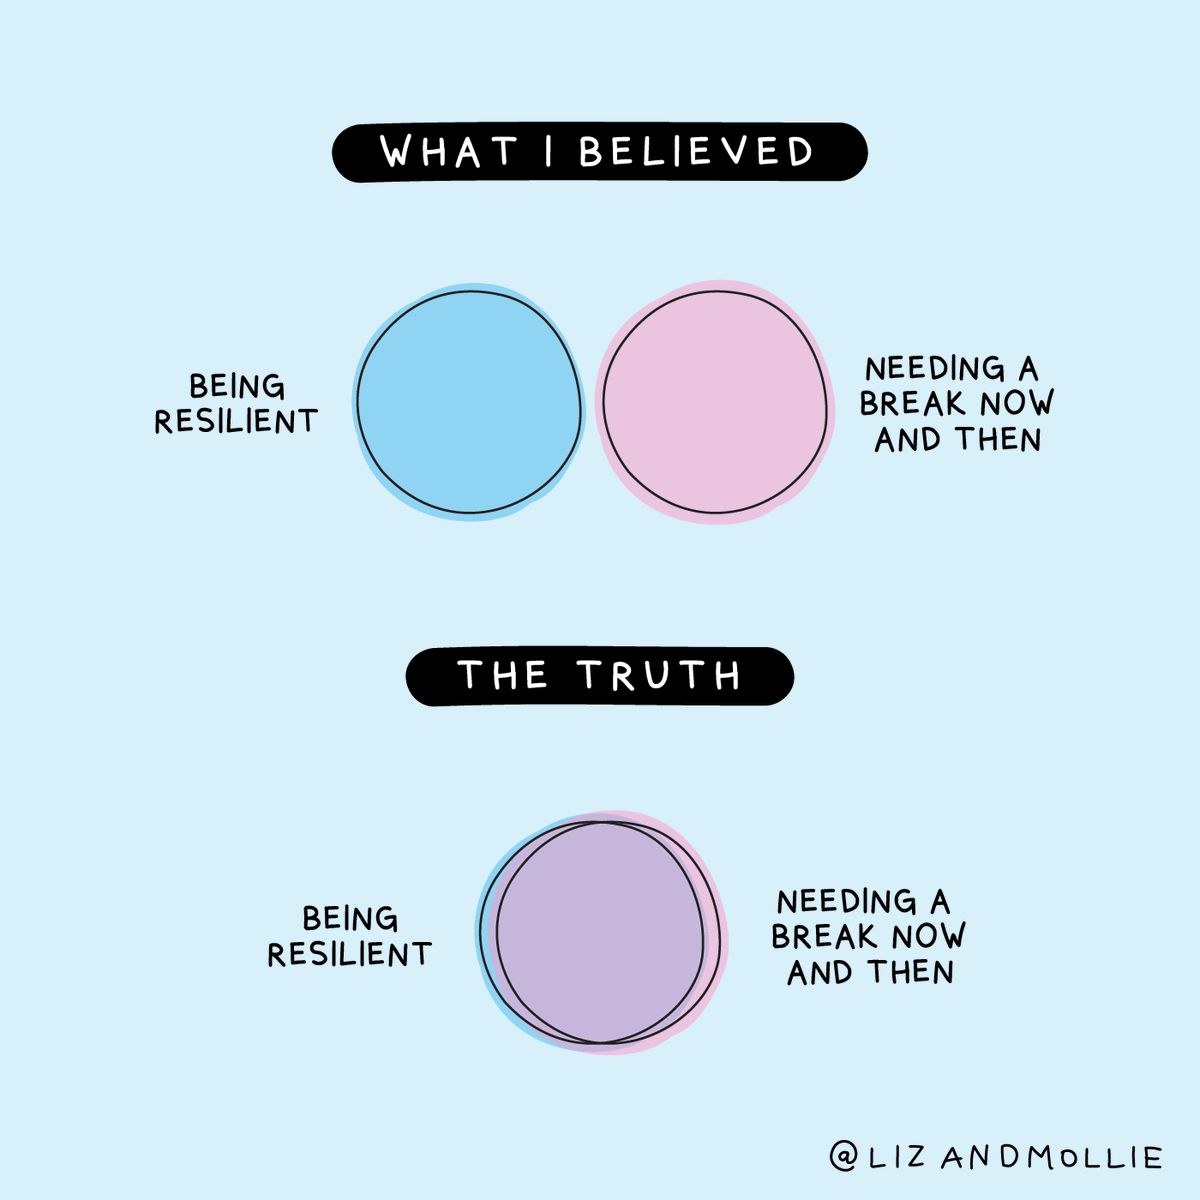 WHAT I BELIEVED
BEING
RESILIENT
NEEDING A
BREAK NOW
AND THEN
THE TRUTH
BEING
RESILIENT
NEEDING A
BREAK NOW
AND THEN
@LIZANDMOLLIE